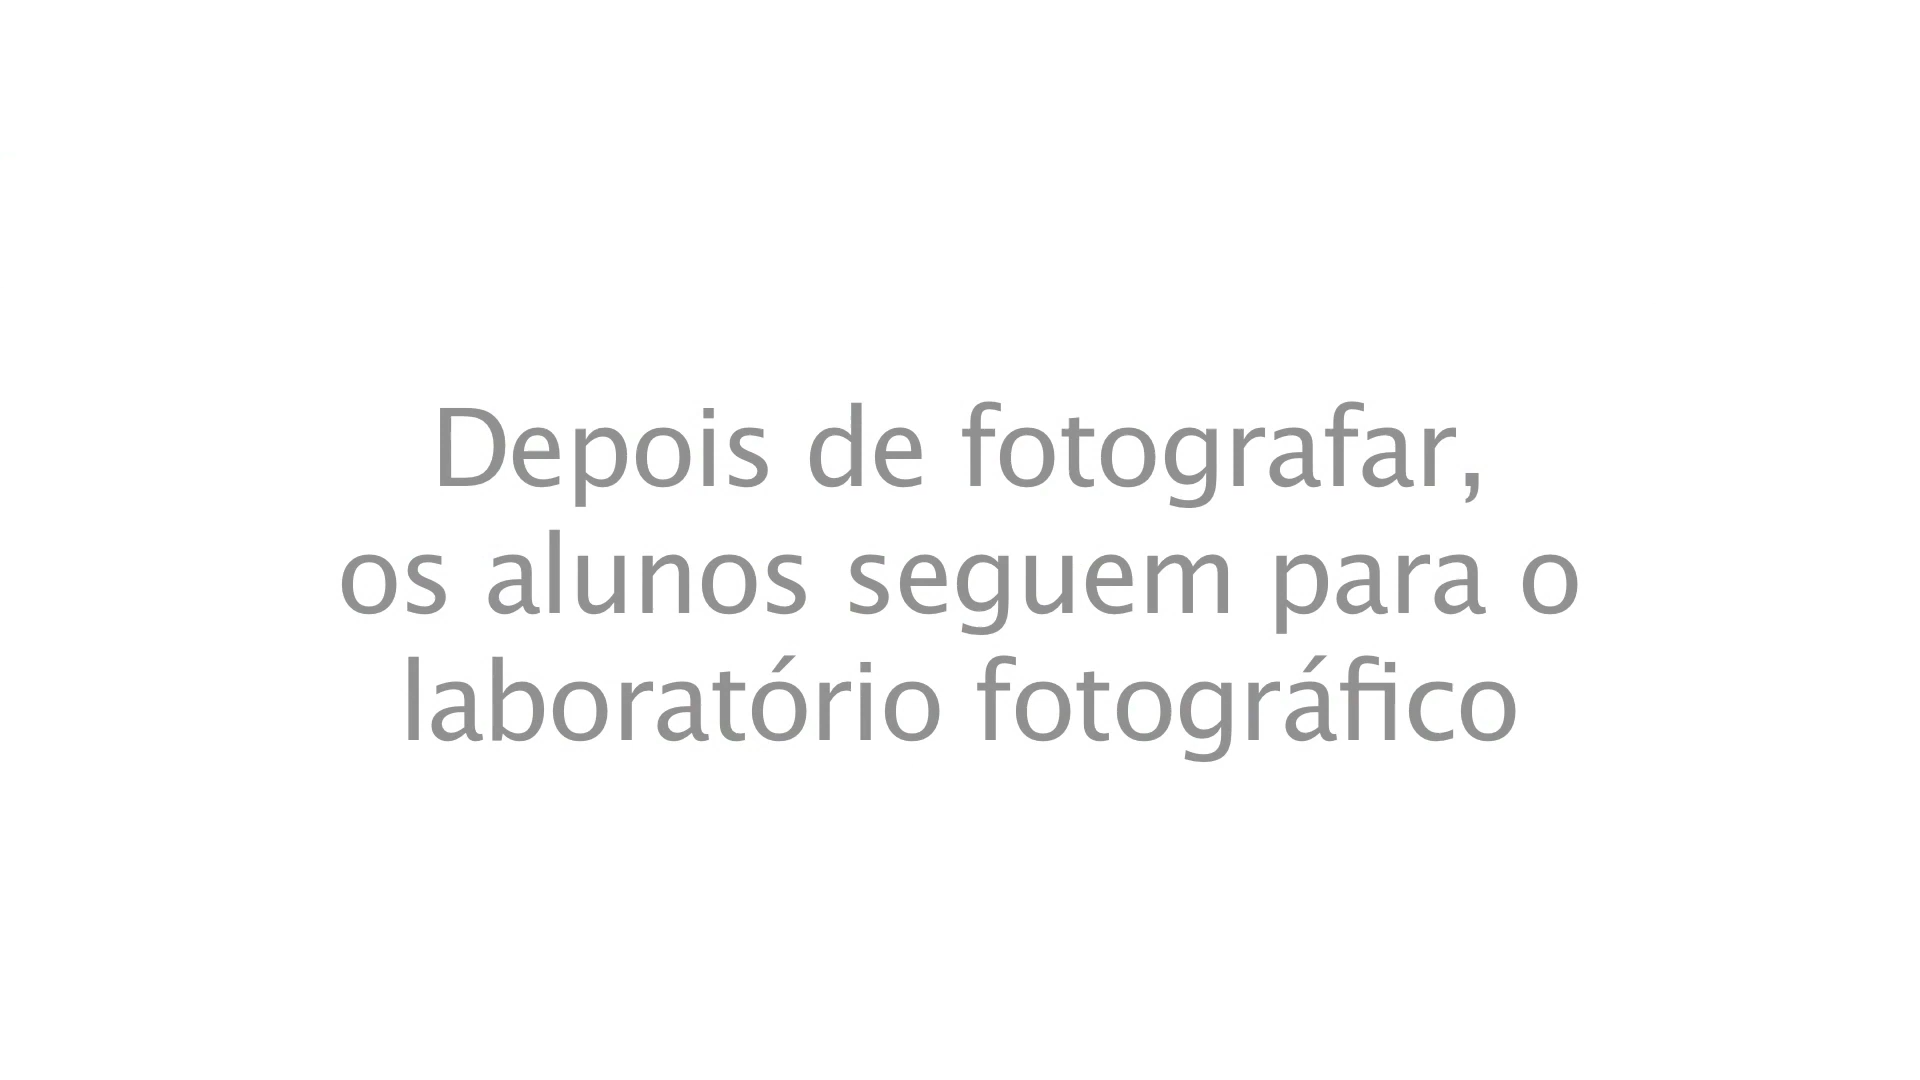 Depois de fotografar,
os alunos seguem para o
laboratório fotográfico